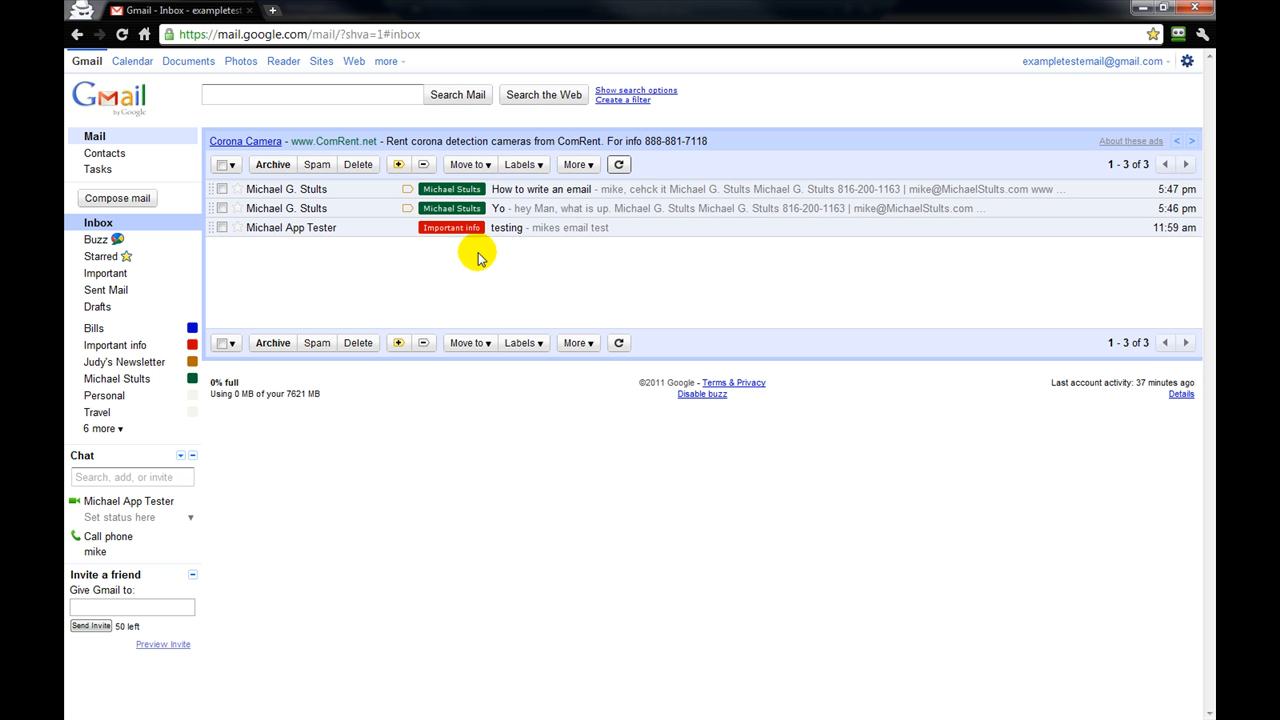 Gmail - Inbox - exampletest
https://mail.google.com/mail/?shva=1#inbox
Gmail Calendar Documents Photos Reader Sites Web more
exampletestemail@gmail.com
Gmail
by Google
Search Mail Search the Web Show search options
Create a filter
Mail
Contacts
Tasks
Compose mail
Inbox
Buzz
Starred
Important
Sent Mail
Drafts
Bills
Important info
Judy's Newsletter
Michael Stults
Personal
Travel
6 more ▾
Chat
Search, add, or invite
Michael App Tester
Set status here
Call phone
mike
Invite a friend
Give Gmail to:
Send Invite 50 left
Preview Invite
Corona Camera - www.ComRent.net - Rent corona detection cameras from ComRent. For info 888-881-7118 About these ads < >
Archive Spam Delete Move to ▾ Labels ▾ More ▾ 1 - 3 of 3
Michael G. Stults Michael Stults How to write an email - mike, cehck it Michael G. Stults Michael G. Stults 816-200-1163 | mike@MichaelStults.com www ... 5:47 pm
Michael G. Stults Michael Stults Yo - hey Man, what is up. Michael G. Stults Michael G. Stults 816-200-1163 | mike@MichaelStults.com ... 5:46 pm
Michael App Tester Important info testing - mikes email test 11:59 am
Archive Spam Delete Move to ▾ Labels ▾ More ▾ 1 - 3 of 3
0% full
Using 0 MB of your 7621 MB
©2011 Google - Terms & Privacy
Disable buzz
Last account activity: 37 minutes ago
Details